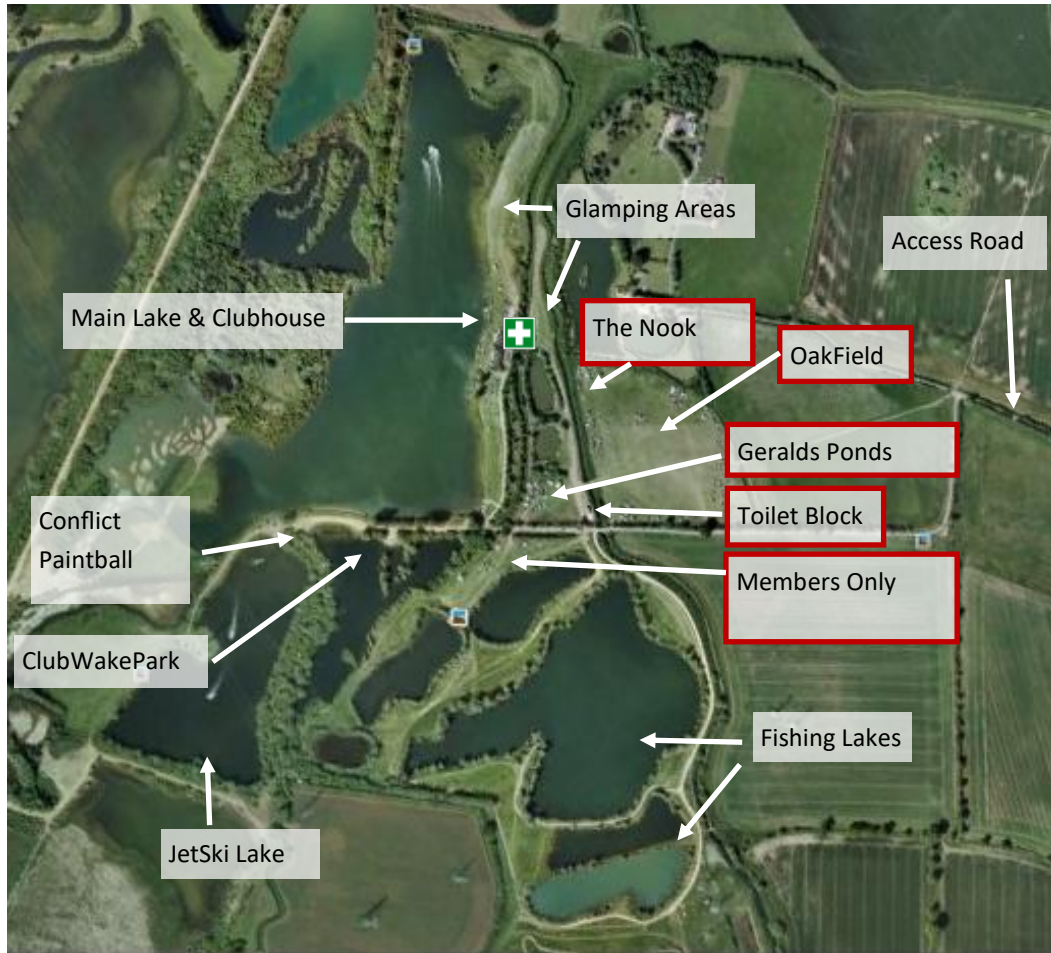 Glamping Areas
Access Road
Main Lake & Clubhouse
The Nook
OakField
Geralds Ponds
Conflict
Paintball
Toilet Block
Members Only
ClubWakePark
Fishing Lakes
JetSki Lake